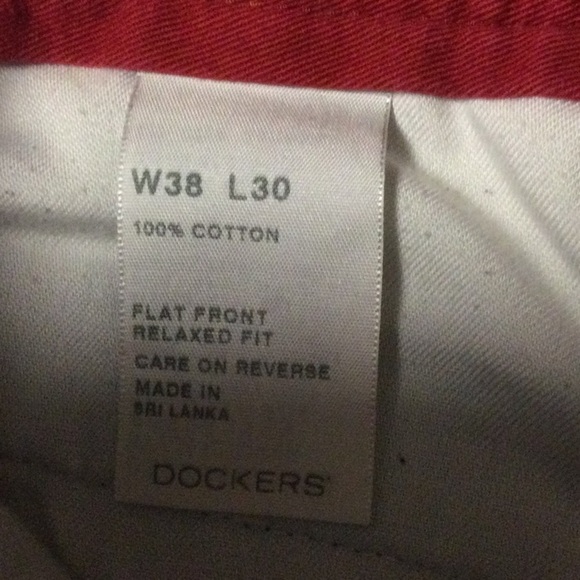 W38 L30
100% COTTON
FLAT FRONT
RELAXED FIT
CARE ON REVERSE
MADE IN
SRI LANKA
DOCKERS®